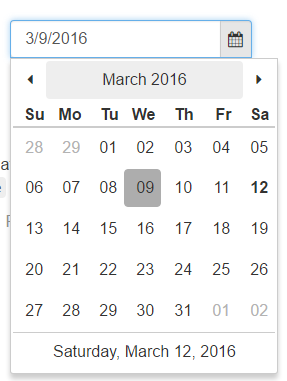 3/9/2016
March 2016
Su Mo Tu We Th Fr Sa
28 29 01 02 03 04 05
06 07 08 09 10 11 12
13 14 15 16 17 18 19
20 21 22 23 24 25 26
27 28 29 30 31 01 02
Saturday, March 12, 2016